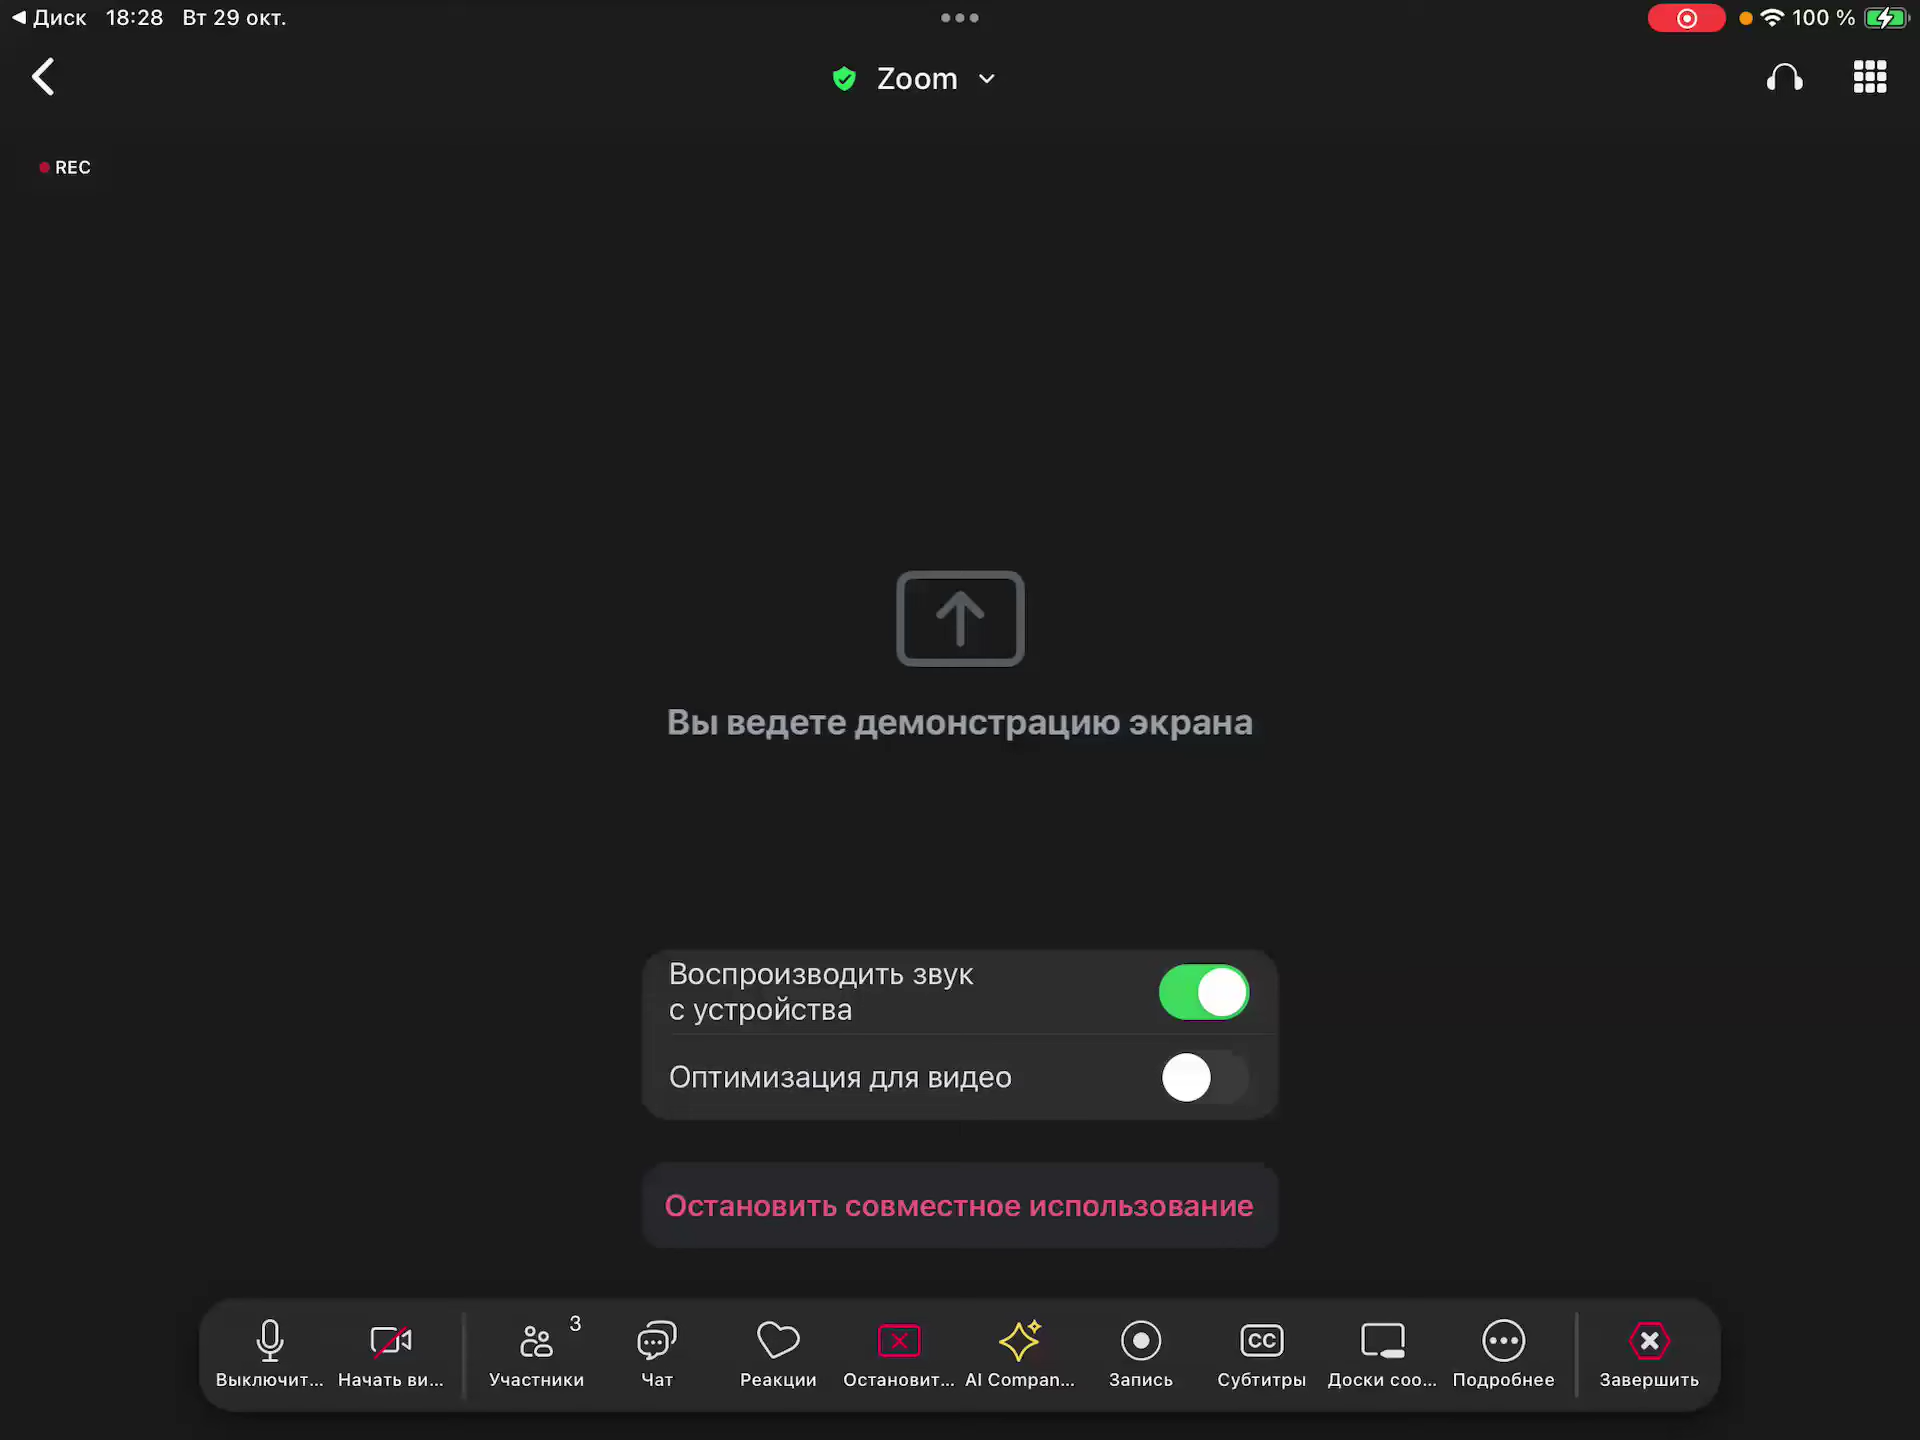 Диск 18:28 Вт 29 окт.
100 %
Zoom
REC
Вы ведете демонстрацию экрана
Воспроизводить звук
с устройства
Оптимизация для видео
Остановить совместное использование
3
CC
Выключит... Начать ви... Участники Чат Реакции Остановит... AI Compan... Запись Субтитры Доски соо... Подробнее Завершить